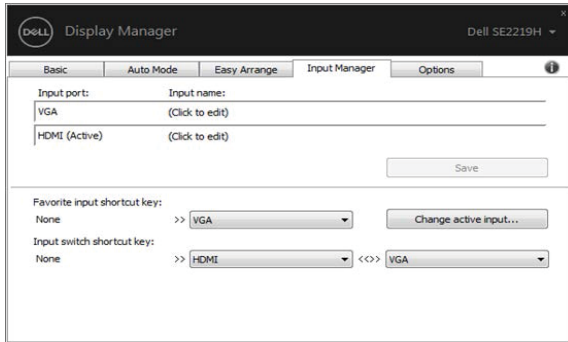 DELL Display Manager Dell SE2219H
Basic Auto Mode Easy Arrange Input Manager Options
Input port: Input name:
VGA (Click to edit)
HDMI (Active) (Click to edit)
Save
Favorite input shortcut key:
None >> VGA Change active input...
Input switch shortcut key:
None >> HDMI <<>> VGA